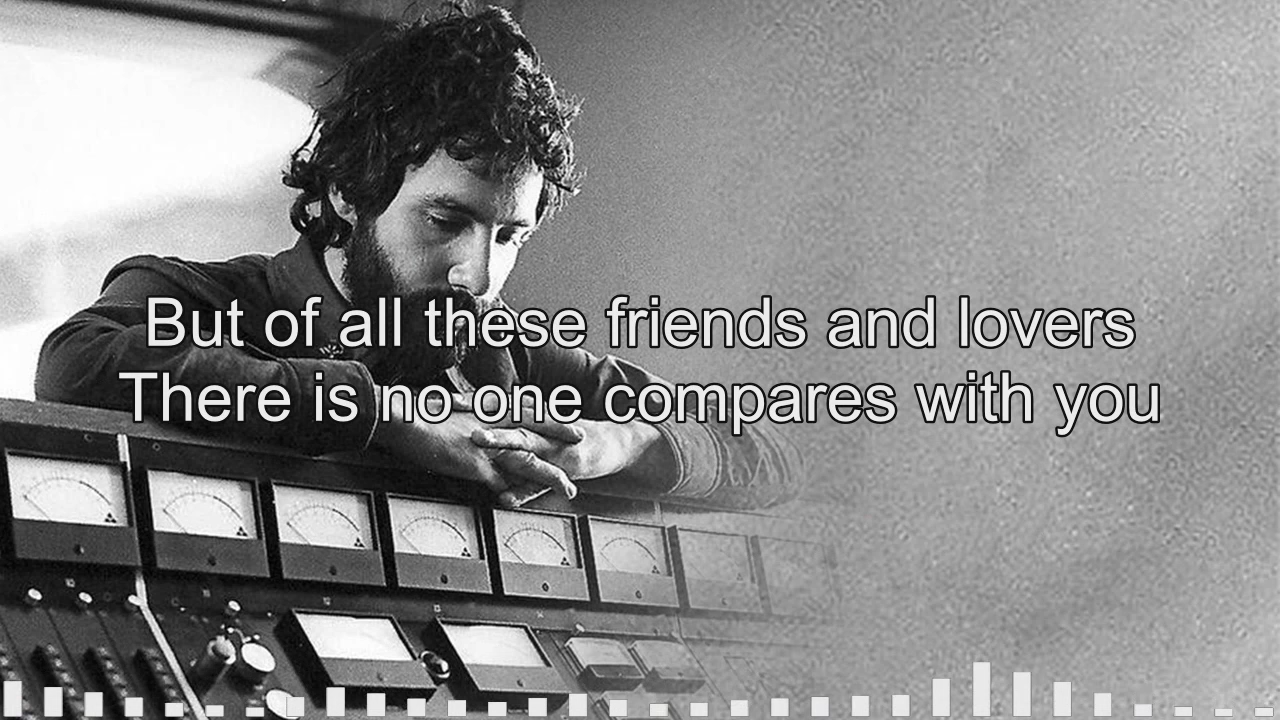 But of all these friends and lovers
There is no one compares with you